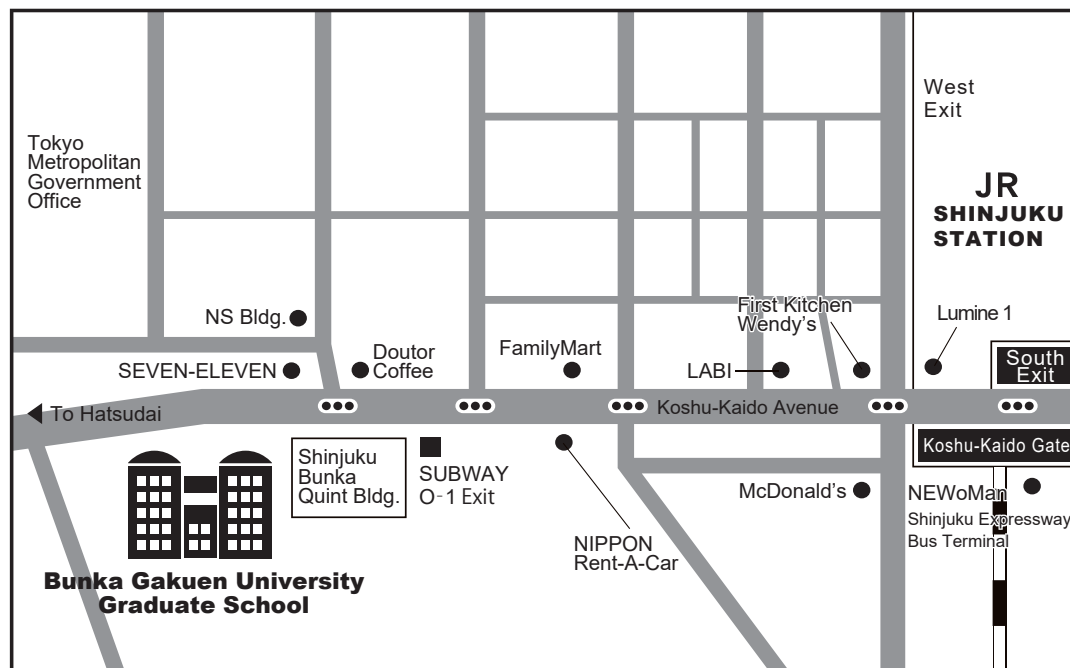 West
Exit
Tokyo
Metropolitan
Government
Office
JR
SHINJUKU
STATION
NS Bldg.
First Kitchen
Wendy's
Lumine 1
SEVEN-ELEVEN
Doutor
Coffee
FamilyMart
LABI
South
Exit
To Hatsudai
Koshu-Kaido Avenue
Koshu-Kaido Gate
Shinjuku
Bunka
Quint Bldg.
SUBWAY
O-1 Exit
McDonald's
NEWoMan
Shinjuku Expressway
Bus Terminal
NIPPON
Rent-A-Car
Bunka Gakuen University
Graduate School